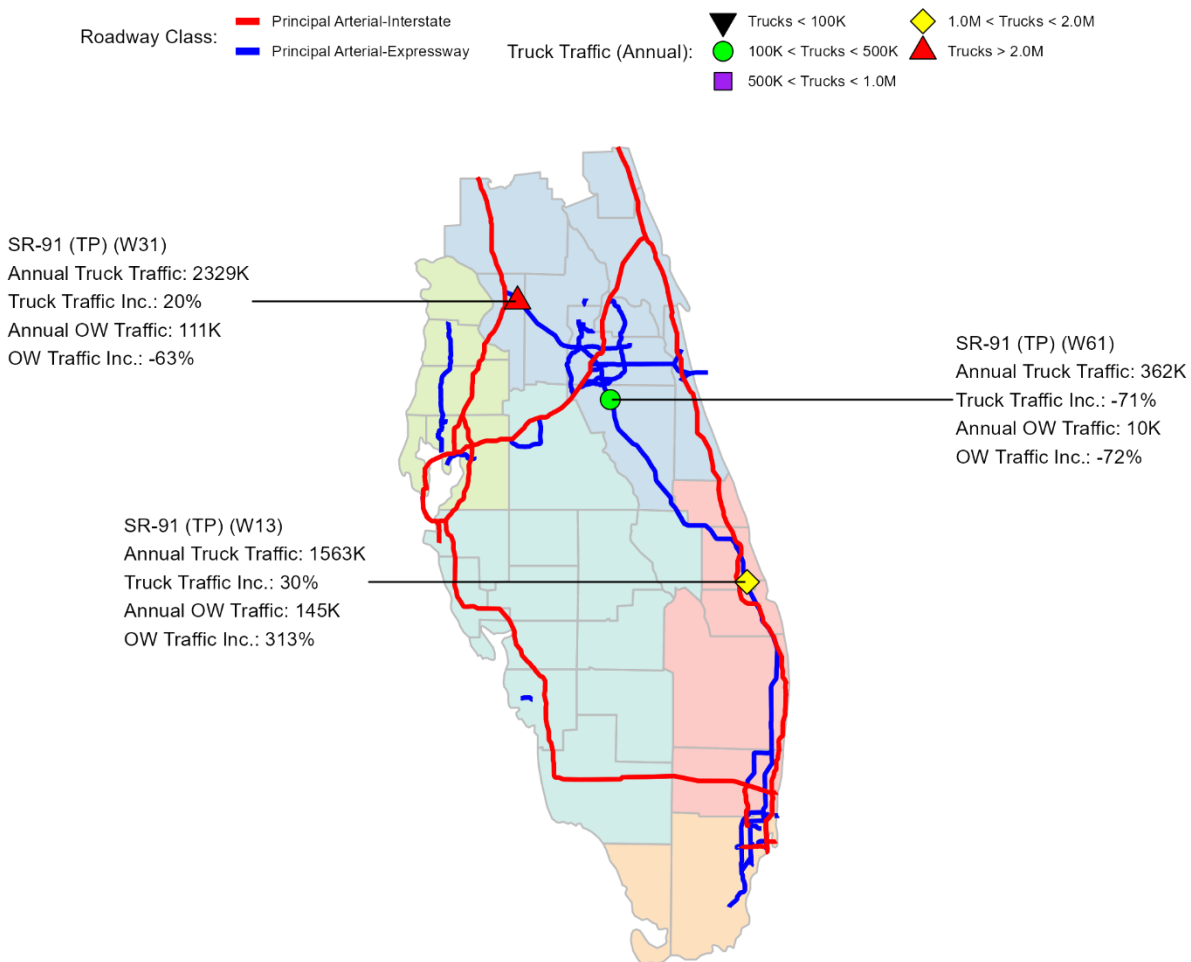 Roadway Class:
Principal Arterial-Interstate
Principal Arterial-Expressway
Truck Traffic (Annual):
Trucks < 100K
100K < Trucks < 500K
500K < Trucks < 1.0M
1.0M < Trucks < 2.0M
Trucks > 2.0M
SR-91 (TP) (W31)
Annual Truck Traffic: 2329K
Truck Traffic Inc.: 20%
Annual OW Traffic: 111K
OW Traffic Inc.: -63%
SR-91 (TP) (W61)
Annual Truck Traffic: 362K
Truck Traffic Inc.: -71%
Annual OW Traffic: 10K
OW Traffic Inc.: -72%
SR-91 (TP) (W13)
Annual Truck Traffic: 1563K
Truck Traffic Inc.: 30%
Annual OW Traffic: 145K
OW Traffic Inc.: 313%